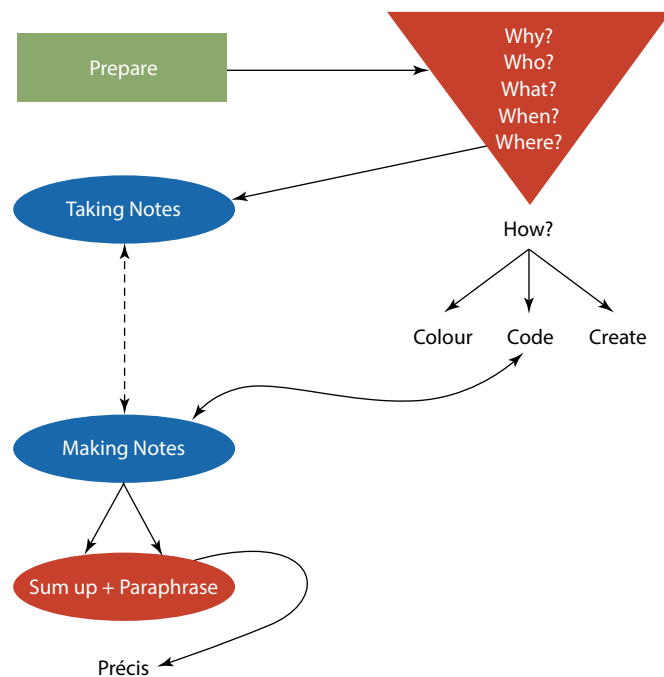 Prepare
Why?
Who?
What?
When?
Where?
Taking Notes
How?
Colour
Code
Create
Making Notes
Sum up + Paraphrase
Précis